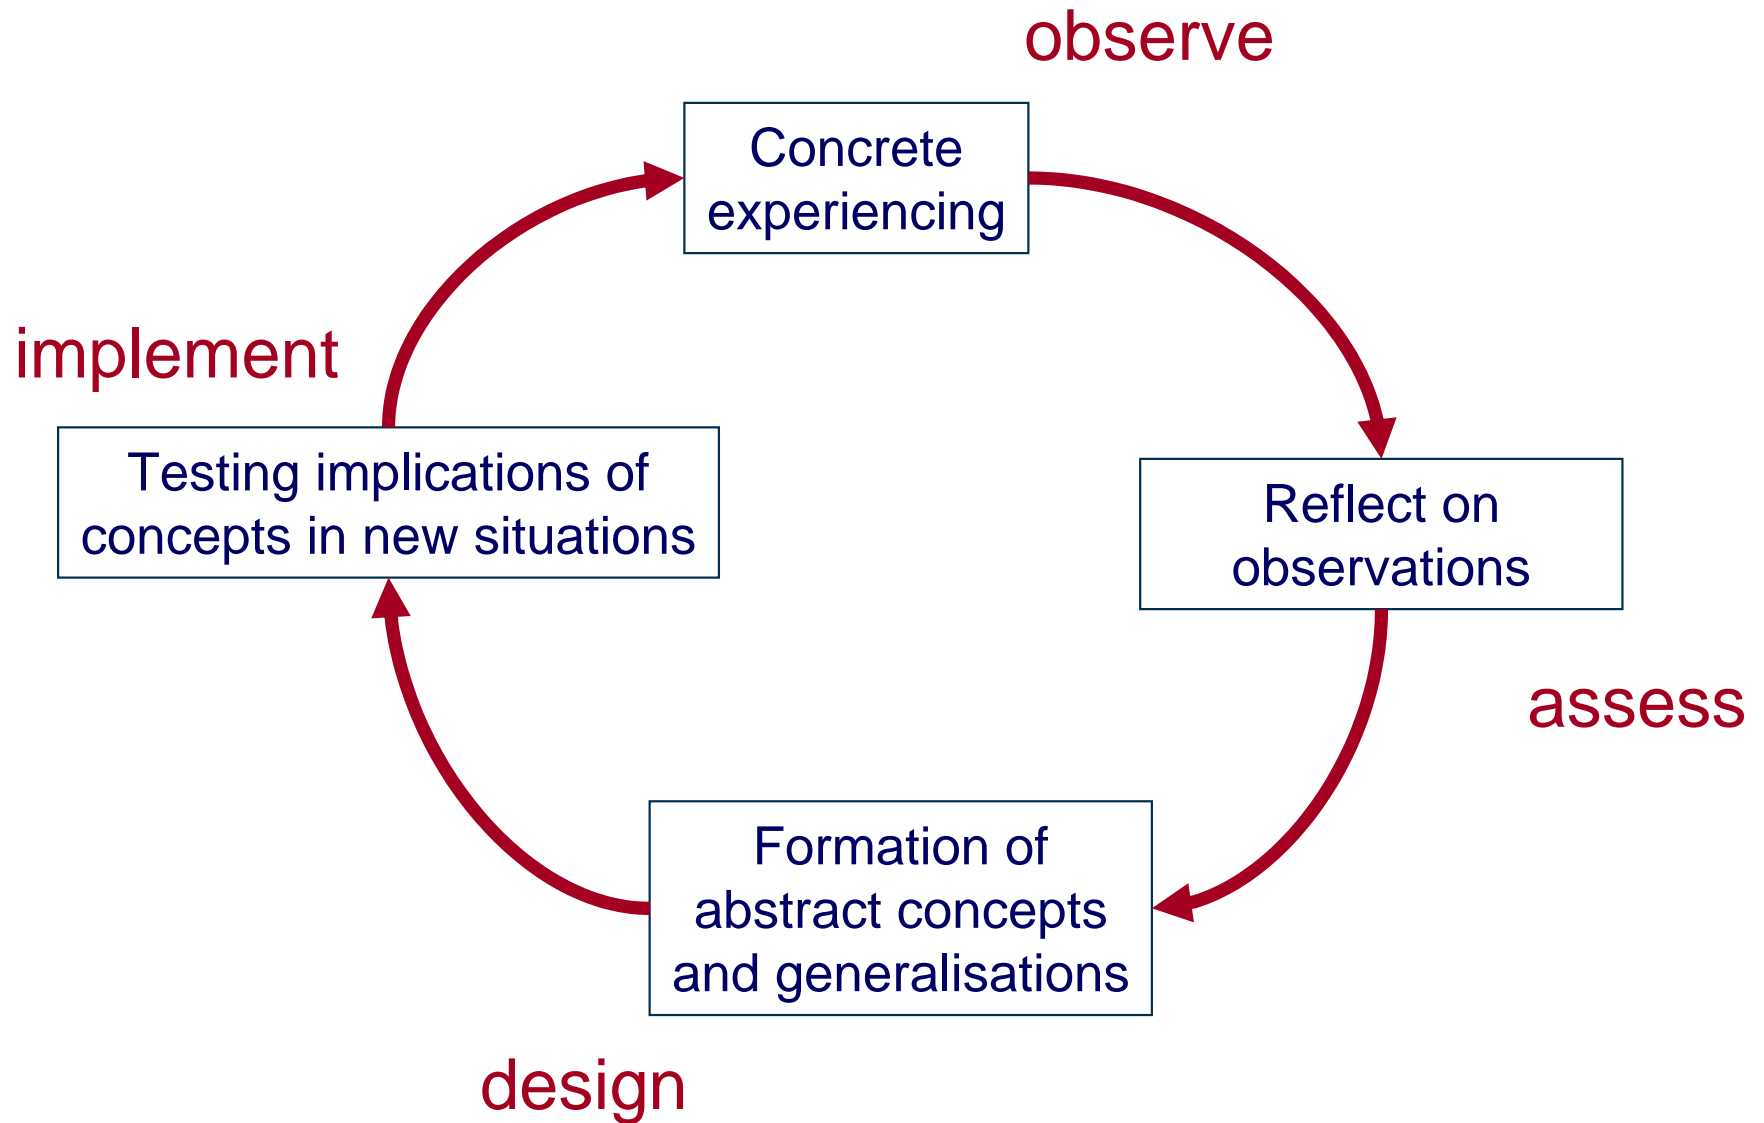 observe
Concrete
experiencing
implement
Testing implications of
concepts in new situations
Reflect on
observations
assess
Formation of
abstract concepts
and generalisations
design